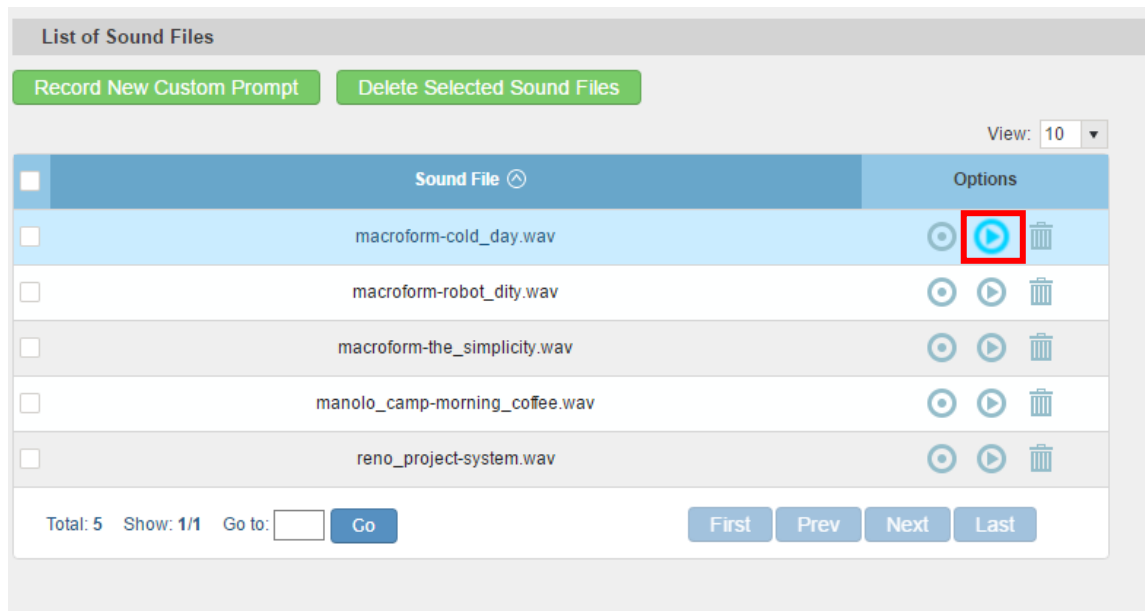 List of Sound Files
Record New Custom Prompt Delete Selected Sound Files
View: 10
Sound File Options
macroform-cold_day.wav
macroform-robot_dity.wav
macroform-the_simplicity.wav
manolo_camp-morning_coffee.wav
reno_project-system.wav
Total: 5 Show: 1/1 Go to: Go First Prev Next Last